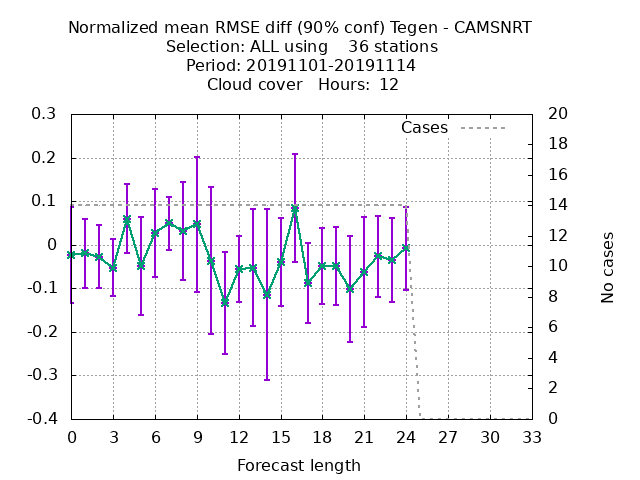 Normalized mean RMSE diff (90% conf) Tegen - CAMSNRT
Selection: ALL using    36 stations
Period: 20191101-20191114
Cloud cover   Hours:  12
Cases
0.3
0.2
0.1
0
-0.1
-0.2
-0.3
-0.4
20
18
16
14
12
10
8
6
4
2
0
No cases
0 3 6 9 12 15 18 21 24 27 30 33
Forecast length